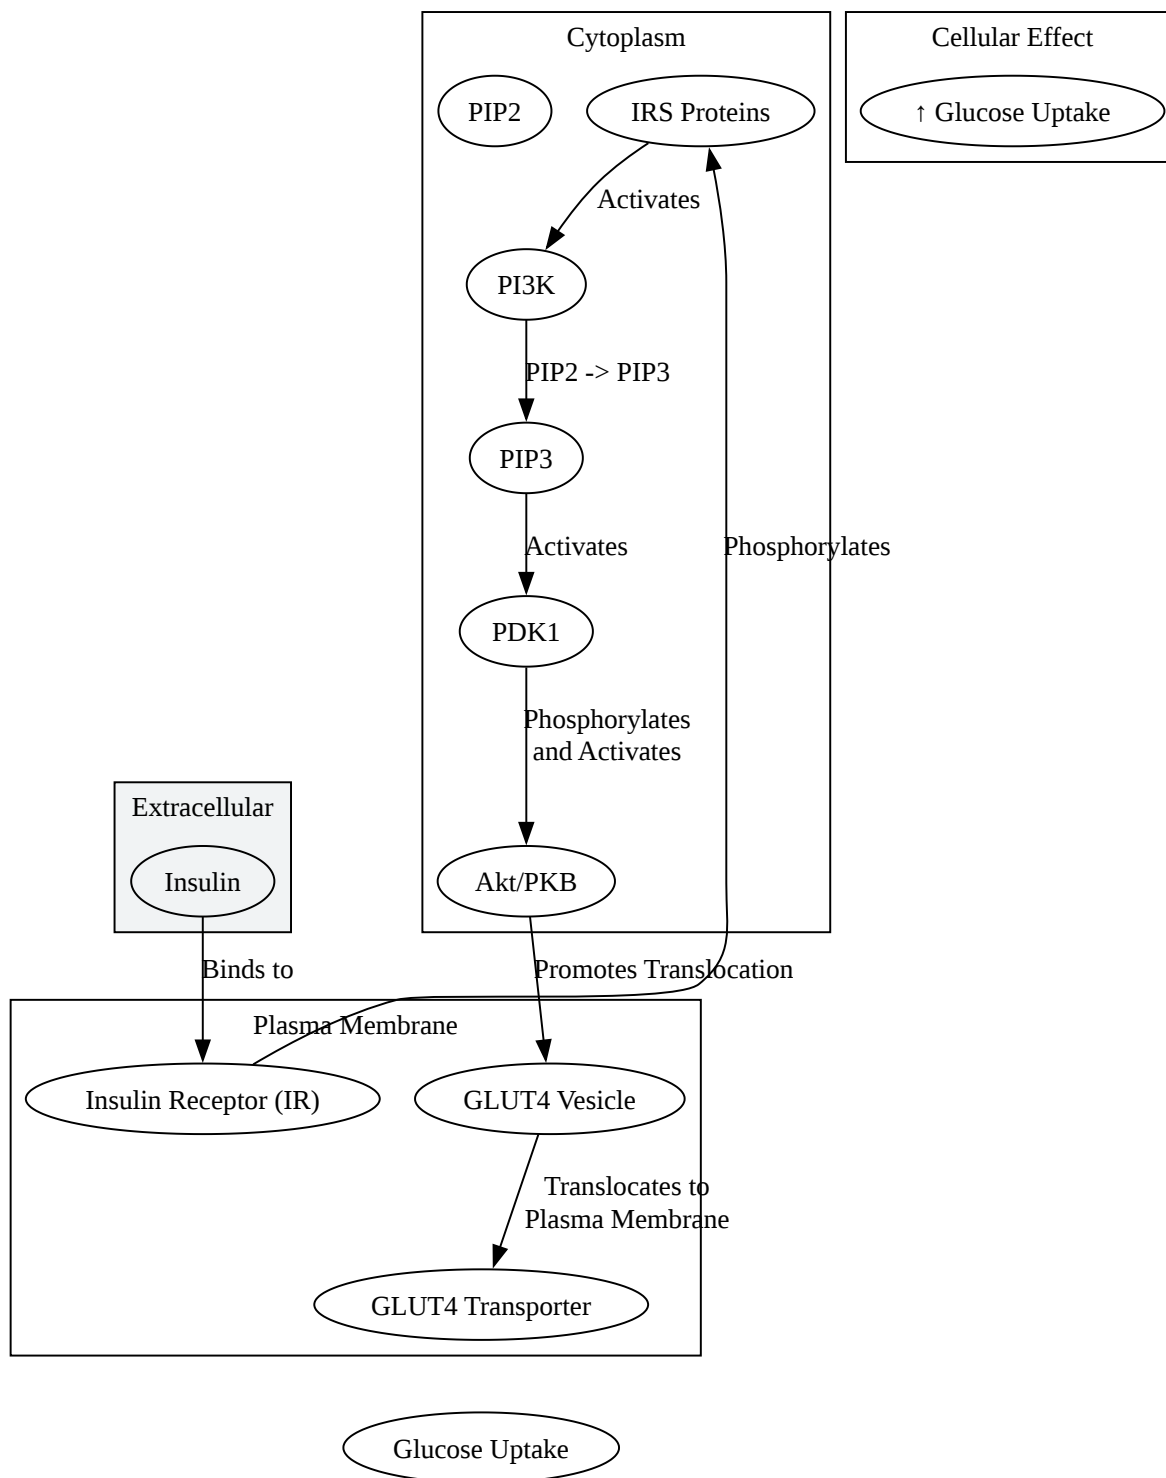 Cytoplasm
Cellular Effect
PIP2
IRS Proteins
↑ Glucose Uptake
Activates
PI3K
PIP2 -> PIP3
PIP3
Activates
Phosphorylates
PDK1
Phosphorylates
and Activates
Extracellular
Insulin
Akt/PKB
Binds to
Promotes Translocation
Plasma Membrane
Insulin Receptor (IR)
GLUT4 Vesicle
Translocates to
Plasma Membrane
GLUT4 Transporter
Glucose Uptake